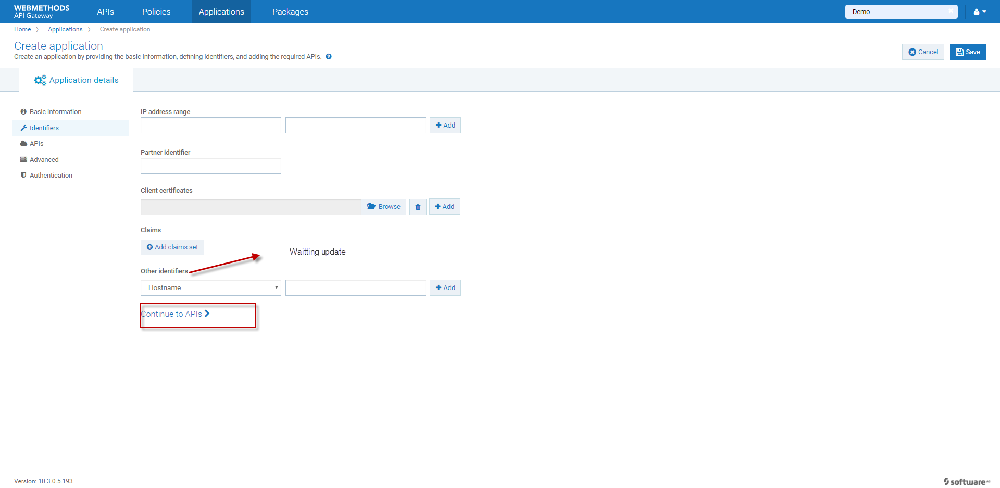 WEBMETHODS
API Gateway
APIs
Policies
Applications
Packages
Demo
Home
Applications
Create application
Create application
Create an application by providing the basic information, defining identifiers, and adding the required APIs.
Cancel
Save
Application details
Basic information
Identifiers
APIs
Advanced
Authentication
IP address range
Add
Partner identifier
Client certificates
Browse
Add
Claims
Add claims set
Waitting update
Other identifiers
Hostname
Add
Continue to APIs
Version: 10.3.0.5.193
software AG